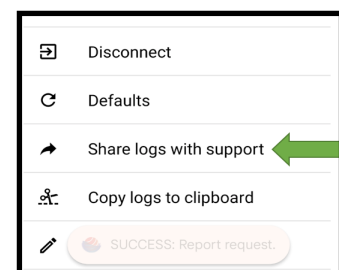 Disconnect
Defaults
Share logs with support
Copy logs to clipboard
SUCCESS: Report request.